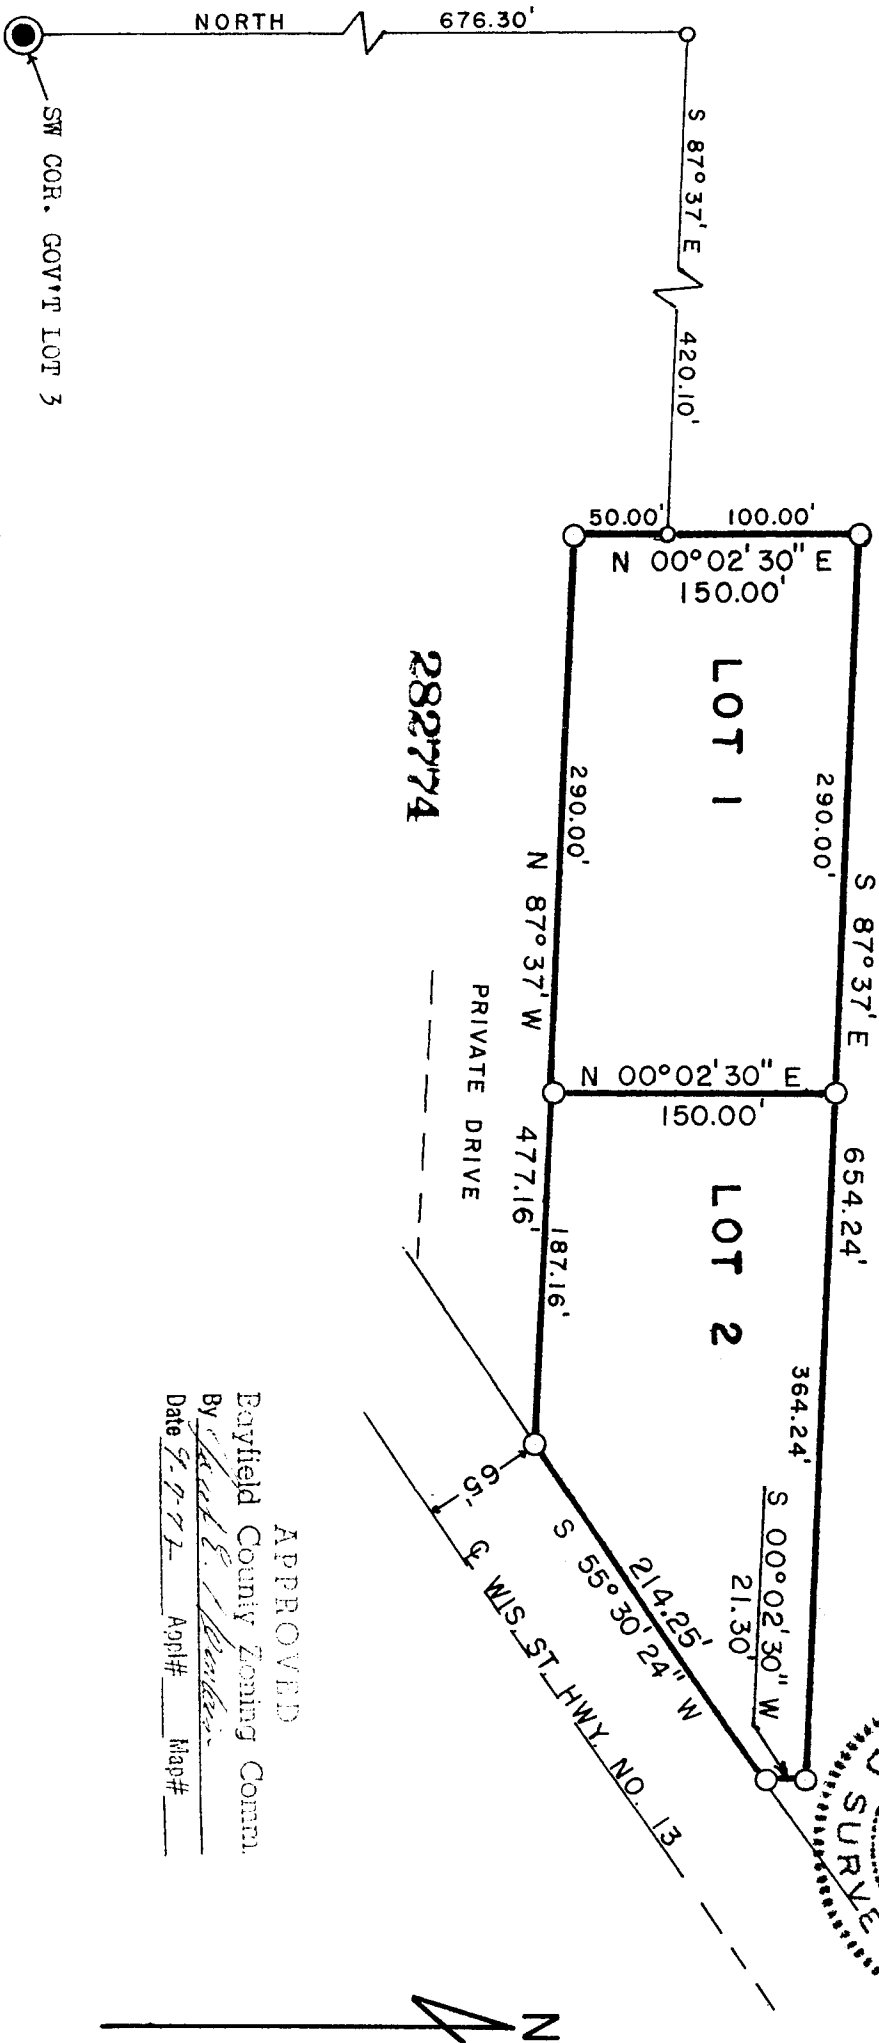 NORTH 676.30'
SW COR. GOV'T LOT 3
S 87° 37' E 420.10'
50.00' 100.00'
N 00° 02' 30" E
150.00'
LOT 1
290.00'
S 87° 37' E
654.24'
290.00'
N 87° 37' W
477.16'
N 00° 02' 30" E
150.00'
LOT 2
364.24'
187.16'
S 00° 02' 30" W
21.30'
214.25'
S 55° 30' 24" W
65'
PRIVATE DRIVE
℄ WIS. ST. HWY. NO. 13
282774
APPROVED
Bayfield County Zoning Comm.
By
Date 9-7-77 Appl# Map#
SURVE
N